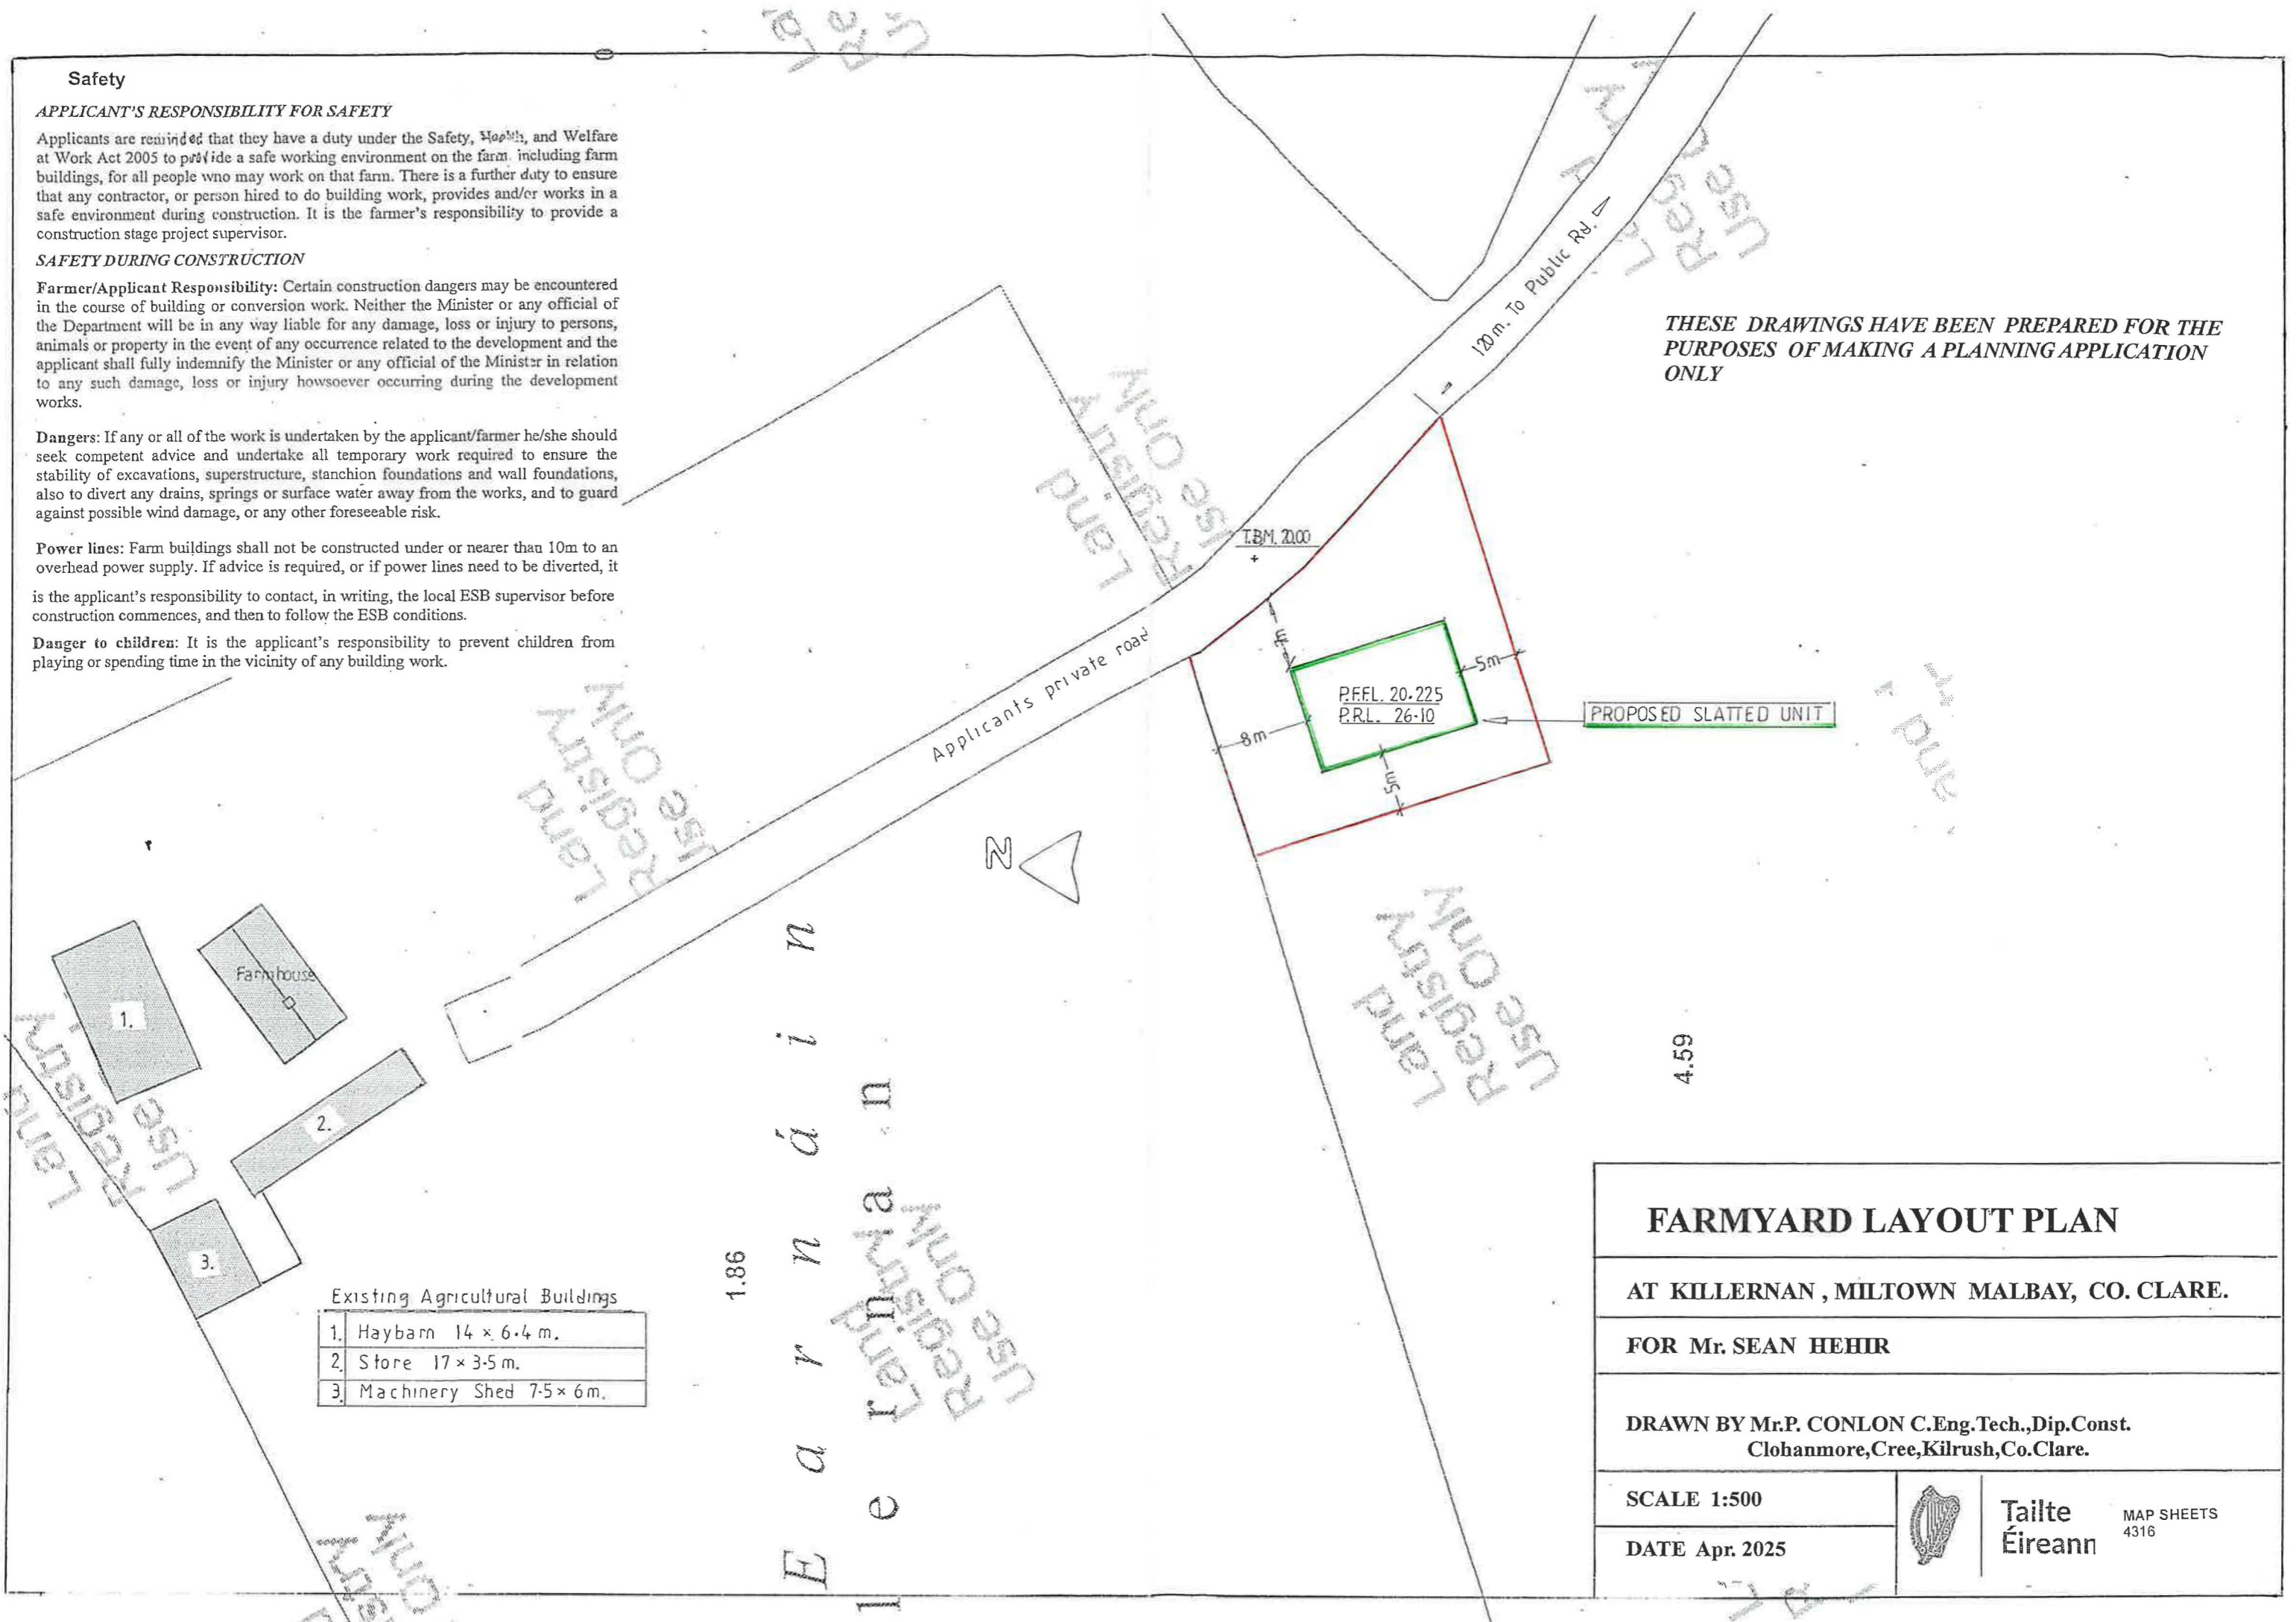 Safety
APPLICANT'S RESPONSIBILITY FOR SAFETY
Applicants are reminded that they have a duty under the Safety, Health, and Welfare
at Work Act 2005 to provide a safe working environment on the farm including farm
buildings, for all people who may work on that farm. There is a further duty to ensure
that any contractor, or person hired to do building work, provides and/or works in a
safe environment during construction. It is the farmer's responsibility to provide a
construction stage project supervisor.
SAFETY DURING CONSTRUCTION
Farmer/Applicant Responsibility: Certain construction dangers may be encountered
in the course of building or conversion work. Neither the Minister or any official of
the Department will be in any way liable for any damage, loss or injury to persons,
animals or property in the event of any occurrence related to the development and the
applicant shall fully indemnify the Minister or any official of the Minister in relation
to any such damage, loss or injury howsoever occurring during the development
works.
Dangers: If any or all of the work is undertaken by the applicant/farmer he/she should
seek competent advice and undertake all temporary work required to ensure the
stability of excavations, superstructure, stanchion foundations and wall foundations,
also to divert any drains, springs or surface water away from the works, and to guard
against possible wind damage, or any other foreseeable risk.
Power lines: Farm buildings shall not be constructed under or nearer than 10m to an
overhead power supply. If advice is required, or if power lines need to be diverted, it
is the applicant's responsibility to contact, in writing, the local ESB supervisor before
construction commences, and then to follow the ESB conditions.
Danger to children: It is the applicant's responsibility to prevent children from
playing or spending time in the vicinity of any building work.
120m. To Public Rd.
THESE DRAWINGS HAVE BEEN PREPARED FOR THE
PURPOSES OF MAKING A PLANNING APPLICATION
ONLY
T.B.M. 20.00
Applicants private road
7m
5m
8m
5m
P.F.F.L. 20.225
P.R.L. 26.10
PROPOSED SLATTED UNIT
N
Farmhouse
1.
2.
3.
Land
Registry
Use Only
Land
Registry
Use Only
Land
Registry
Use Only
Land
Registry
Use Only
Land
Registry
Use
1.86
4.59
Earnáin
lernan
Existing Agricultural Buildings
1. Haybarn 14 × 6.4 m.
2. Store 17 × 3.5 m.
3. Machinery Shed 7.5 × 6m.
FARMYARD LAYOUT PLAN
AT KILLERNAN , MILTOWN MALBAY, CO. CLARE.
FOR Mr. SEAN HEHIR
DRAWN BY Mr.P. CONLON C.Eng.Tech.,Dip.Const.
Clohanmore,Cree,Kilrush,Co.Clare.
SCALE 1:500
DATE Apr. 2025
Tailte
Éireann
MAP SHEETS
4316